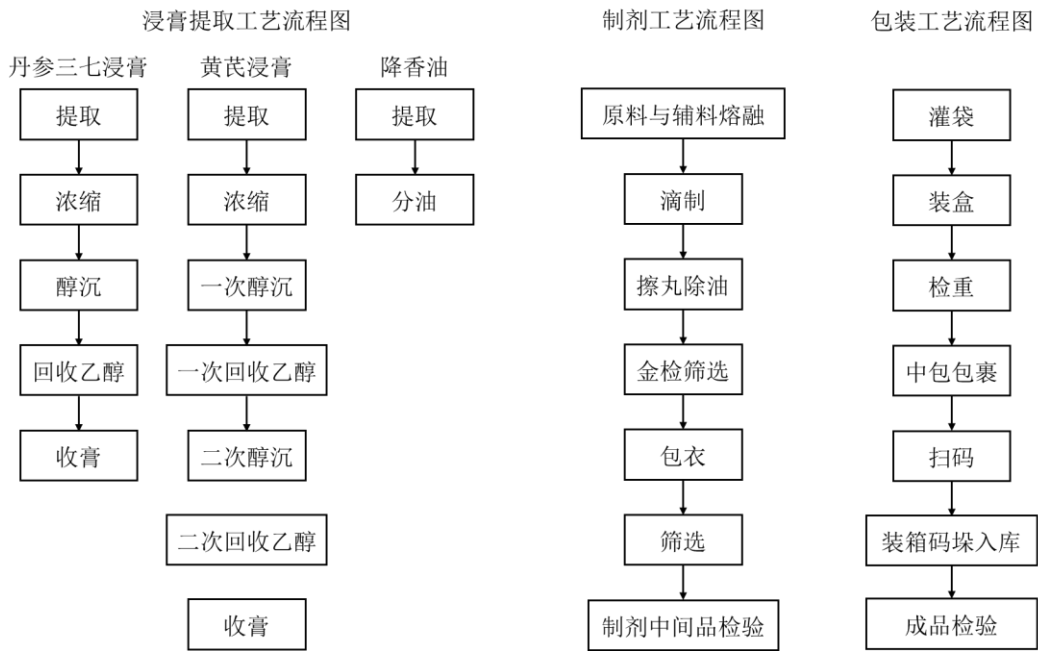 浸膏提取工艺流程图
丹参三七浸膏
提取
浓缩
醇沉
回收乙醇
收膏
黄芪浸膏
提取
浓缩
一次醇沉
一次回收乙醇
二次醇沉
二次回收乙醇
收膏
降香油
提取
分油
制剂工艺流程图
原料与辅料熔融
滴制
擦丸除油
金检筛选
包衣
筛选
制剂中间品检验
包装工艺流程图
灌袋
装盒
检重
中包包裹
扫码
装箱码垛入库
成品检验